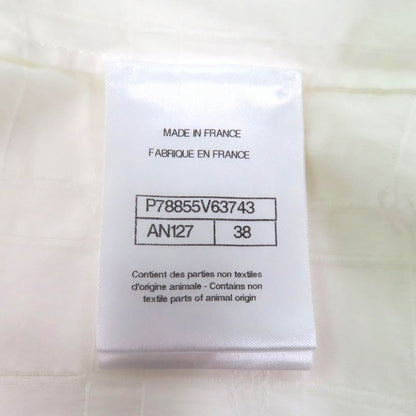 MADE IN FRANCE
FABRIQUE EN FRANCE
P78855V63743
AN127 38
Contient des parties non textiles
d'origine animale - Contains non
textile parts of animal origin